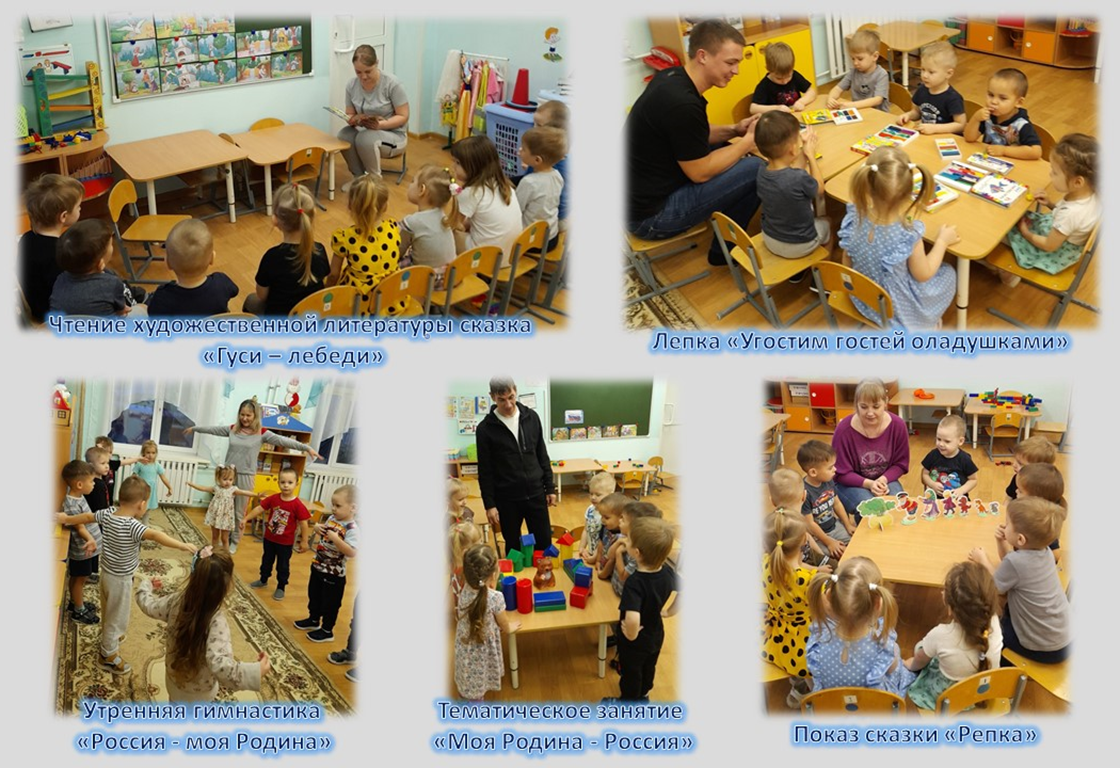 Чтение художественной литературы сказка
«Гуси – лебеди»
Лепка «Угостим гостей оладушками»
Утренняя гимнастика
«Россия - моя Родина»
Тематическое занятие
«Моя Родина - Россия»
Показ сказки «Репка»